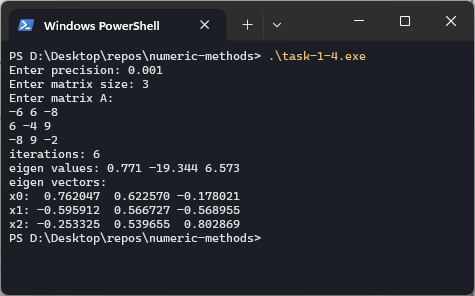 Windows PowerShell
PS D:\Desktop\repos\numeric-methods> .\task-1-4.exe
Enter precision: 0.001
Enter matrix size: 3
Enter matrix A:
-6 6 -8
6 -4 9
-8 9 -2
iterations: 6
eigen values: 0.771 -19.344 6.573
eigen vectors:
x0:  0.762047  0.622570 -0.178021
x1: -0.595912  0.566727 -0.568955
x2: -0.253325  0.539655  0.802869
PS D:\Desktop\repos\numeric-methods>